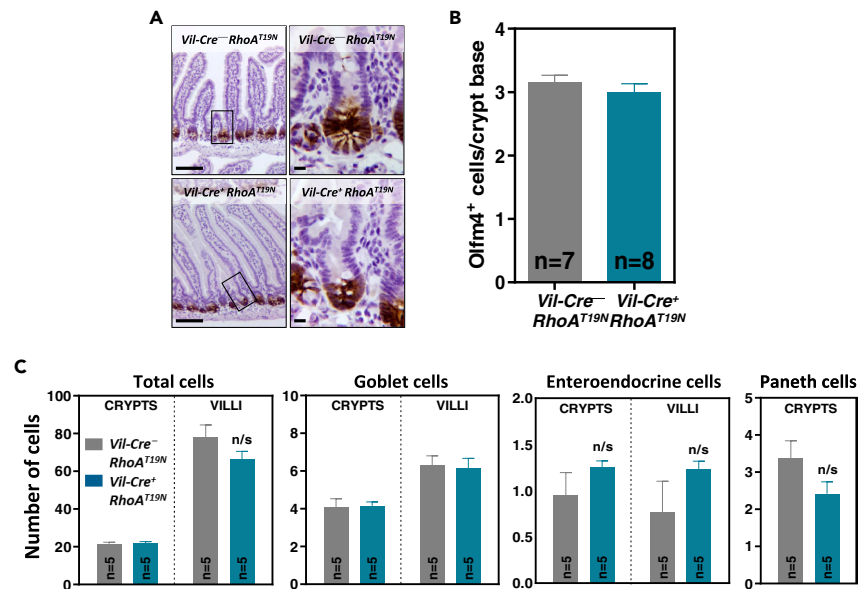 A
Vil-Cre— RhoA^T19N
Vil-Cre— RhoA^T19N
Vil-Cre⁺ RhoA^T19N
Vil-Cre⁺ RhoA^T19N
B
Olfm4⁺ cells/crypt base
4
3
2
1
0
n=7
n=8
Vil-Cre— RhoA^T19N
Vil-Cre⁺ RhoA^T19N
C
Number of cells
Total cells
CRYPTS
VILLI
100
80
60
40
20
0
Vil-Cre— RhoA^T19N
Vil-Cre⁺ RhoA^T19N
n/s
n=5
n=5
n=5
n=5
Goblet cells
CRYPTS
VILLI
8
6
4
2
0
n=5
n=5
n=5
n=5
Enteroendocrine cells
CRYPTS
VILLI
2.0
1.5
1.0
0.5
0.0
n/s
n/s
n=5
n=5
n=5
n=5
Paneth cells
CRYPTS
5
4
3
2
1
0
n/s
n=5
n=5